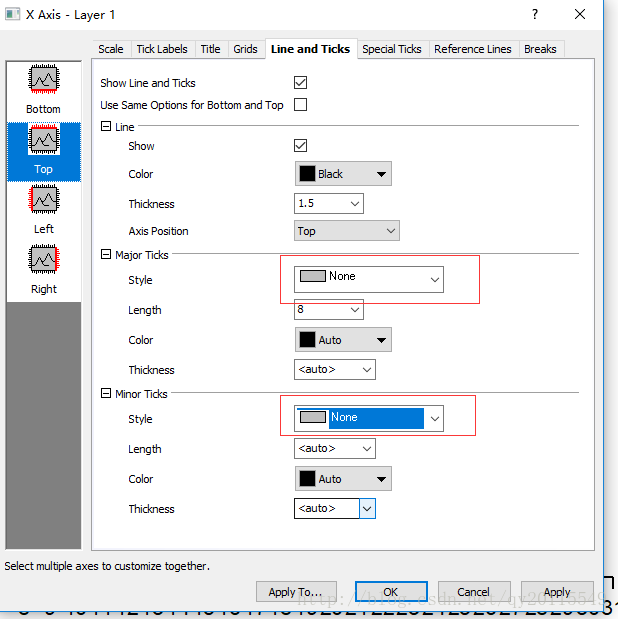 X Axis - Layer 1
Scale Tick Labels Title Grids Line and Ticks Special Ticks Reference Lines Breaks
Bottom
Top
Left
Right
Show Line and Ticks
Use Same Options for Bottom and Top
Line
Show
Color Black
Thickness 1.5
Axis Position Top
Major Ticks
Style None
Length 8
Color Auto
Thickness <auto>
Minor Ticks
Style None
Length <auto>
Color Auto
Thickness <auto>
Select multiple axes to customize together.
Apply To... OK Cancel Apply